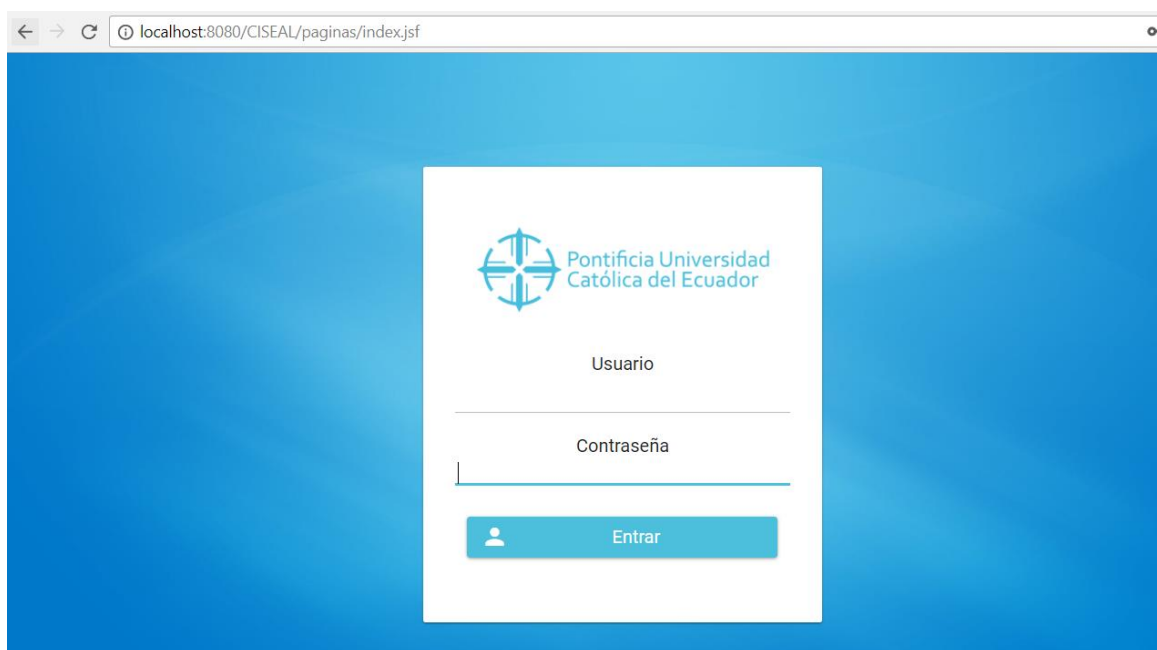 localhost:8080/CISEAL/paginas/index.jsf
Pontificia Universidad
Católica del Ecuador
Usuario
Contraseña
Entrar